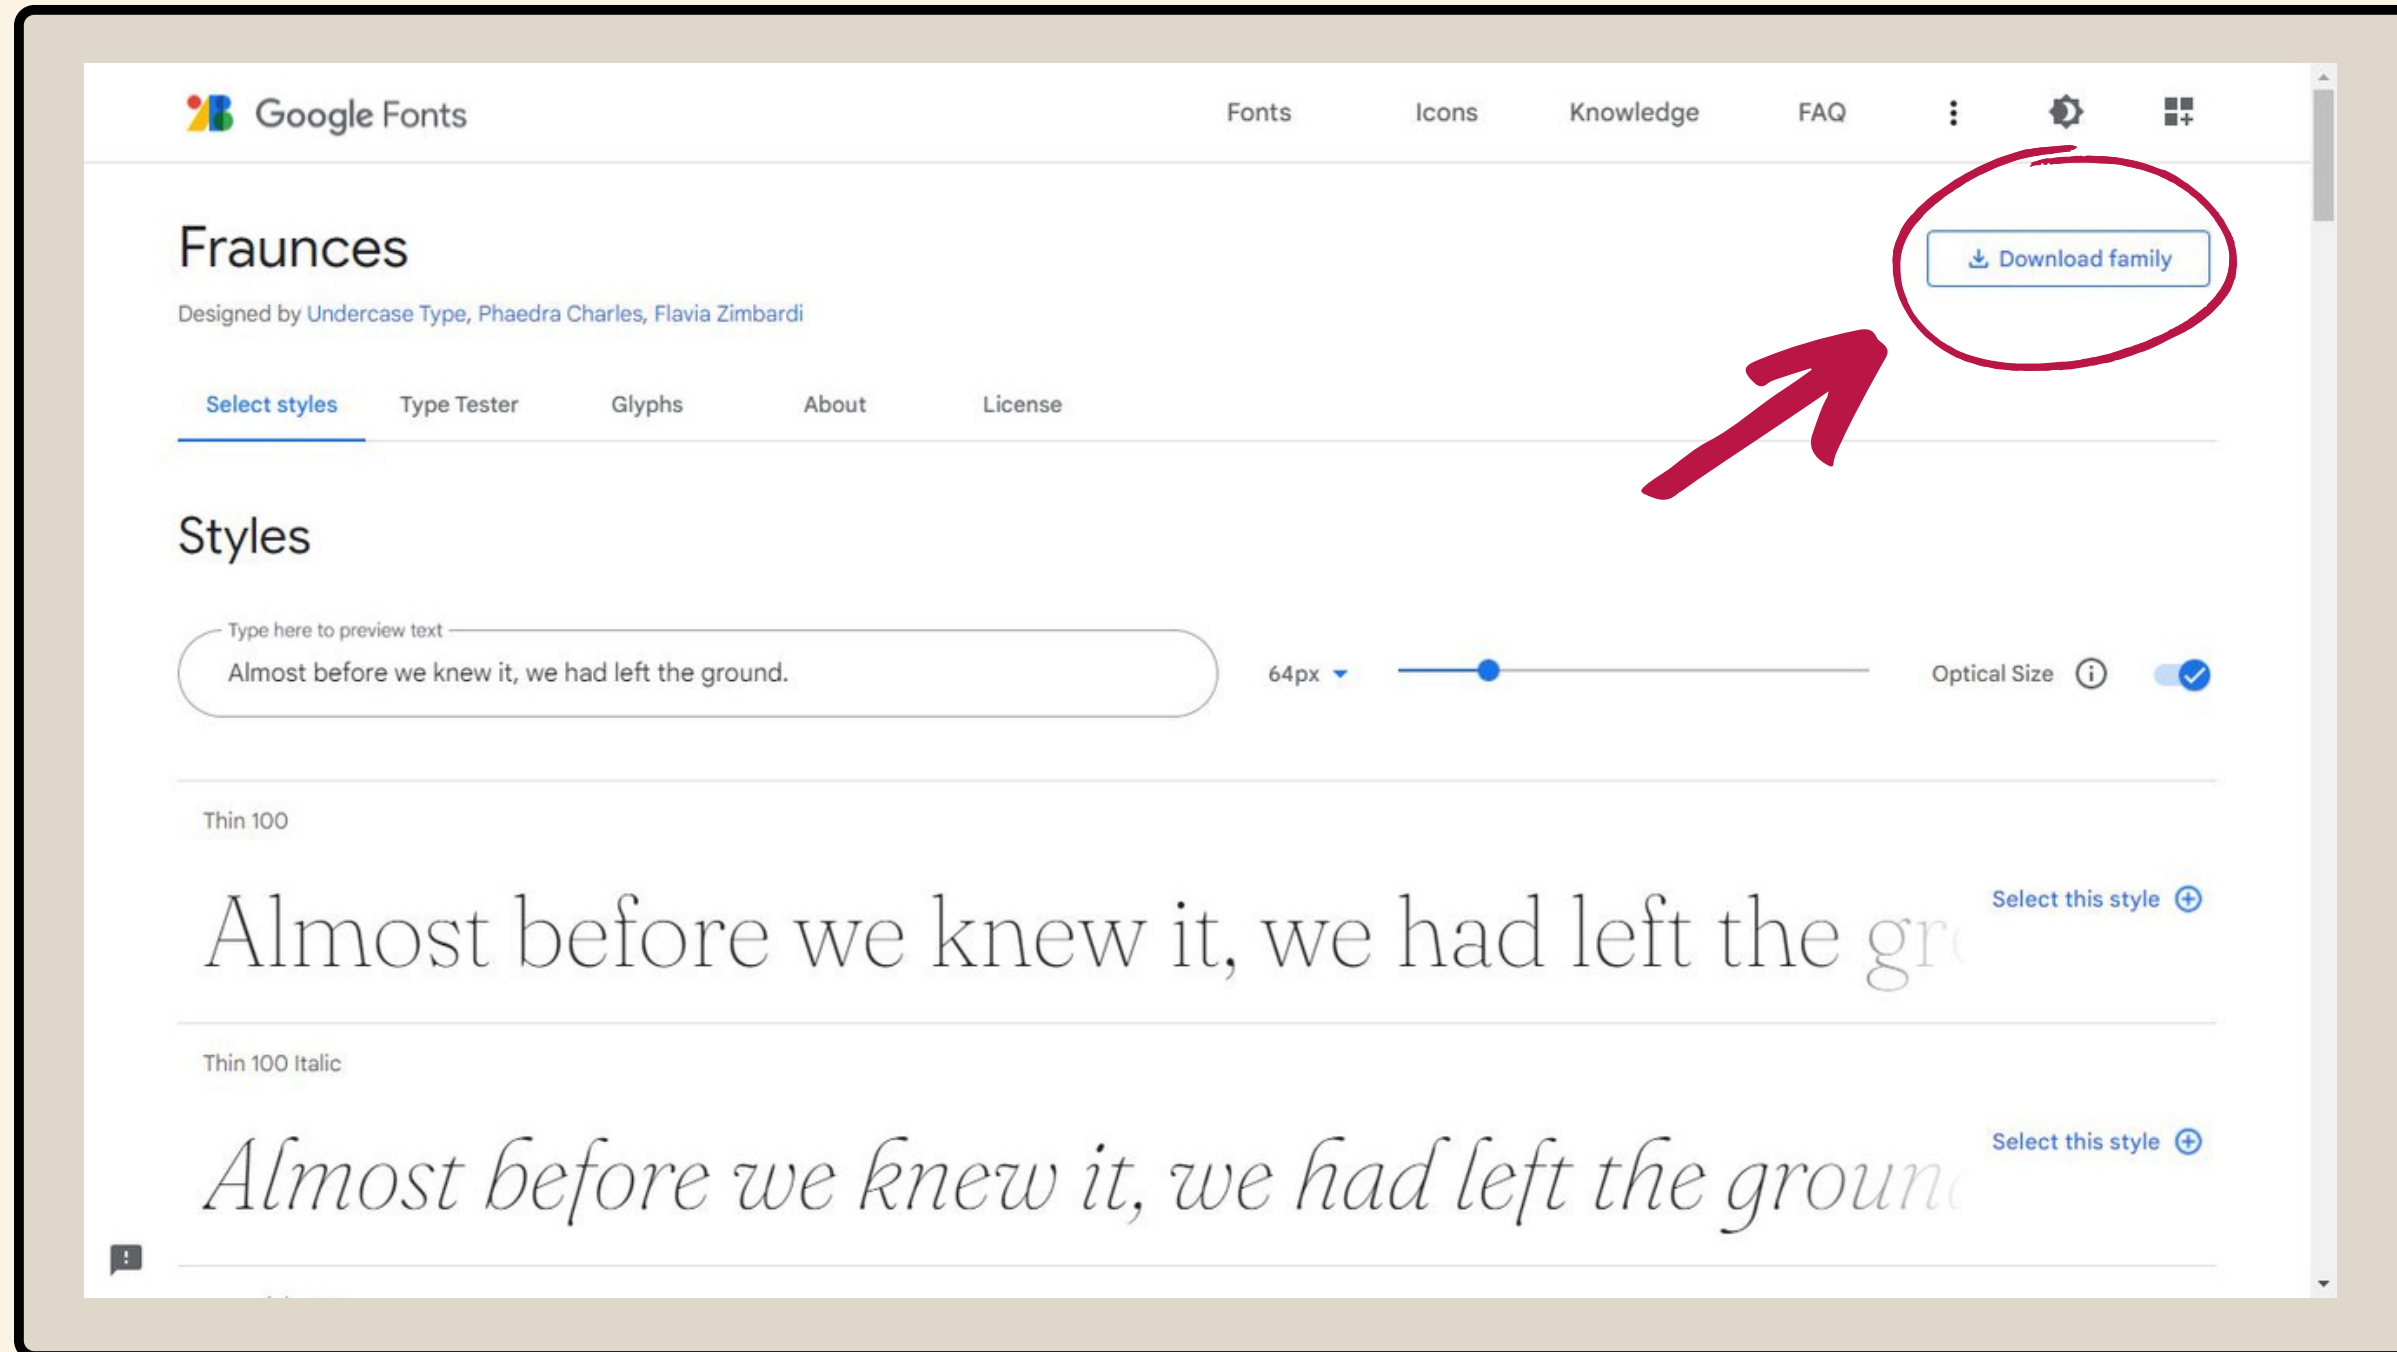 Google Fonts
Fonts Icons Knowledge FAQ
Fraunces
Download family
Designed by Undercase Type, Phaedra Charles, Flavia Zimbardi
Select styles Type Tester Glyphs About License
Styles
Type here to preview text
Almost before we knew it, we had left the ground.
64px
Optical Size
Thin 100
Almost before we knew it, we had left the gr
Select this style
Thin 100 Italic
Almost before we knew it, we had left the groun
Select this style